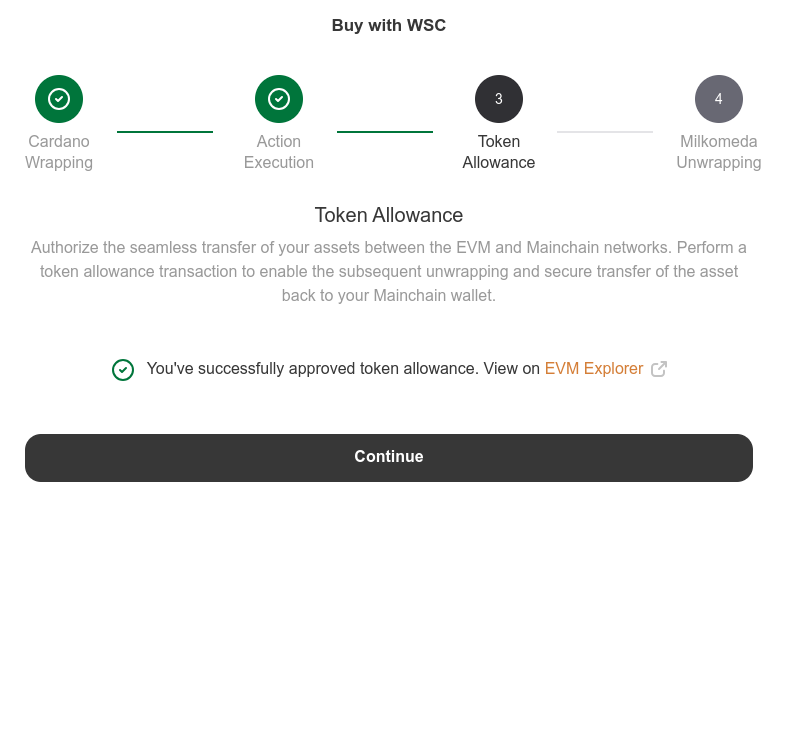 Buy with WSC
3
4
Cardano
Wrapping
Action
Execution
Token
Allowance
Milkomeda
Unwrapping
Token Allowance
Authorize the seamless transfer of your assets between the EVM and Mainchain networks. Perform a
token allowance transaction to enable the subsequent unwrapping and secure transfer of the asset
back to your Mainchain wallet.
You've successfully approved token allowance. View on EVM Explorer
Continue